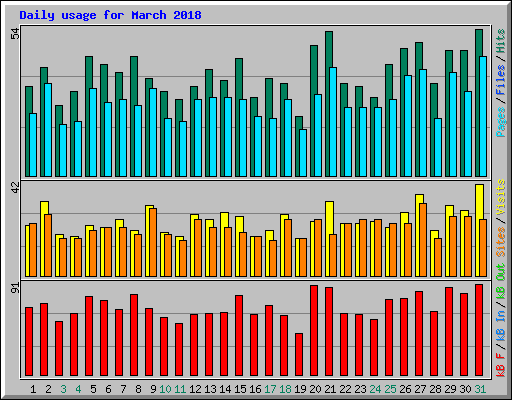 Daily usage for March 2018
54
42
91
Pages / Files / Hits
Sites / Visits
kB F / kB In / kB Out
1 2 3 4 5 6 7 8 9 10 11 12 13 14 15 16 17 18 19 20 21 22 23 24 25 26 27 28 29 30 31